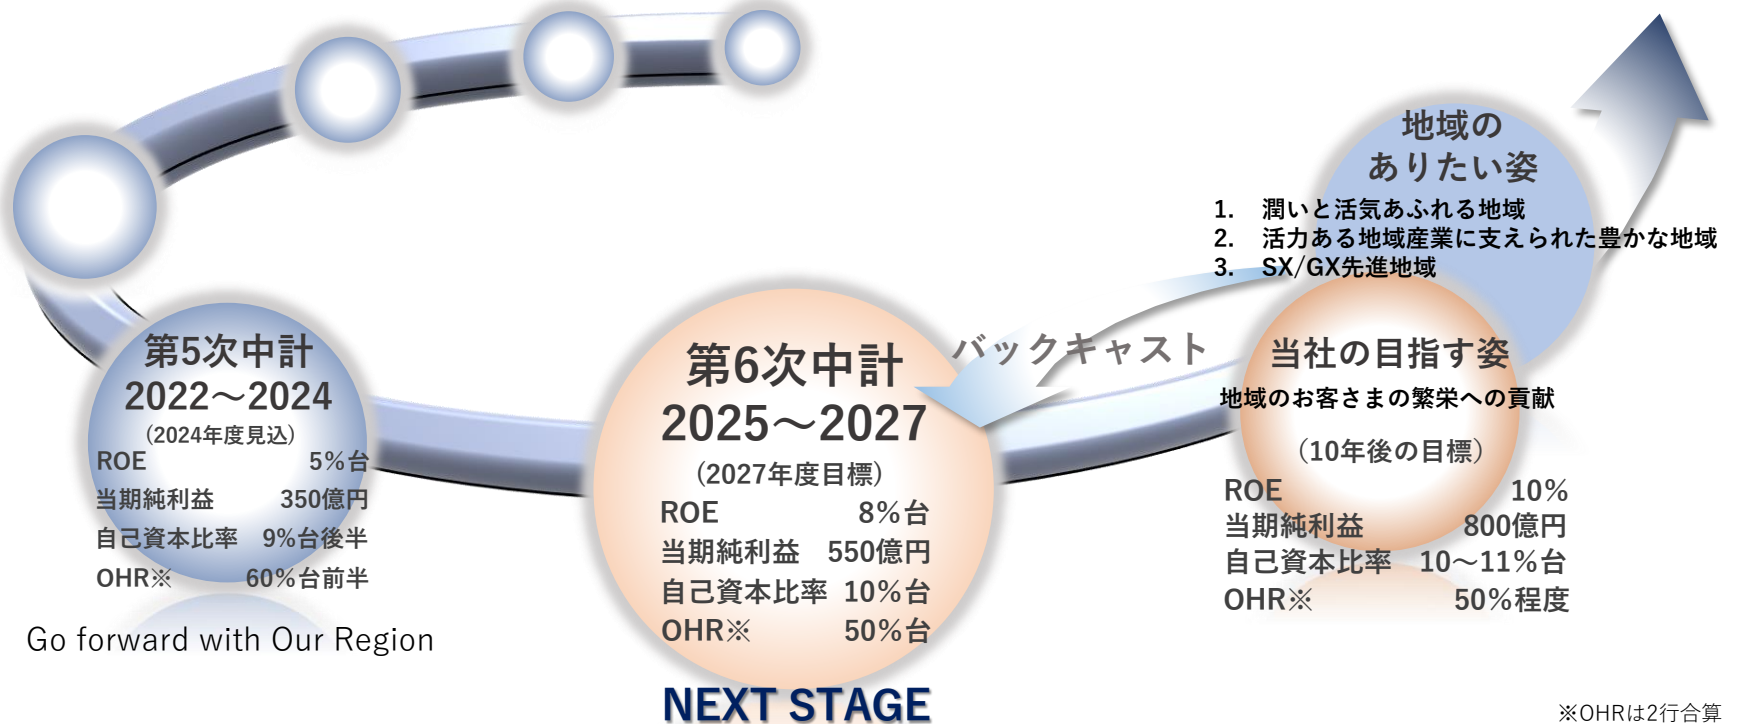 地域の
ありたい姿
1. 潤いと活気あふれる地域
2. 活力ある地域産業に支えられた豊かな地域
3. SX/GX先進地域
第5次中計
2022～2024
(2024年度見込)
ROE 5%台
当期純利益 350億円
自己資本比率 9%台後半
OHR※ 60%台前半
Go forward with Our Region
第6次中計
2025～2027
(2027年度目標)
ROE 8%台
当期純利益 550億円
自己資本比率 10%台
OHR※ 50%台
NEXT STAGE
バックキャスト
当社の目指す姿
地域のお客さまの繁栄への貢献
(10年後の目標)
ROE 10%
当期純利益 800億円
自己資本比率 10～11%台
OHR※ 50%程度
※OHRは2行合算